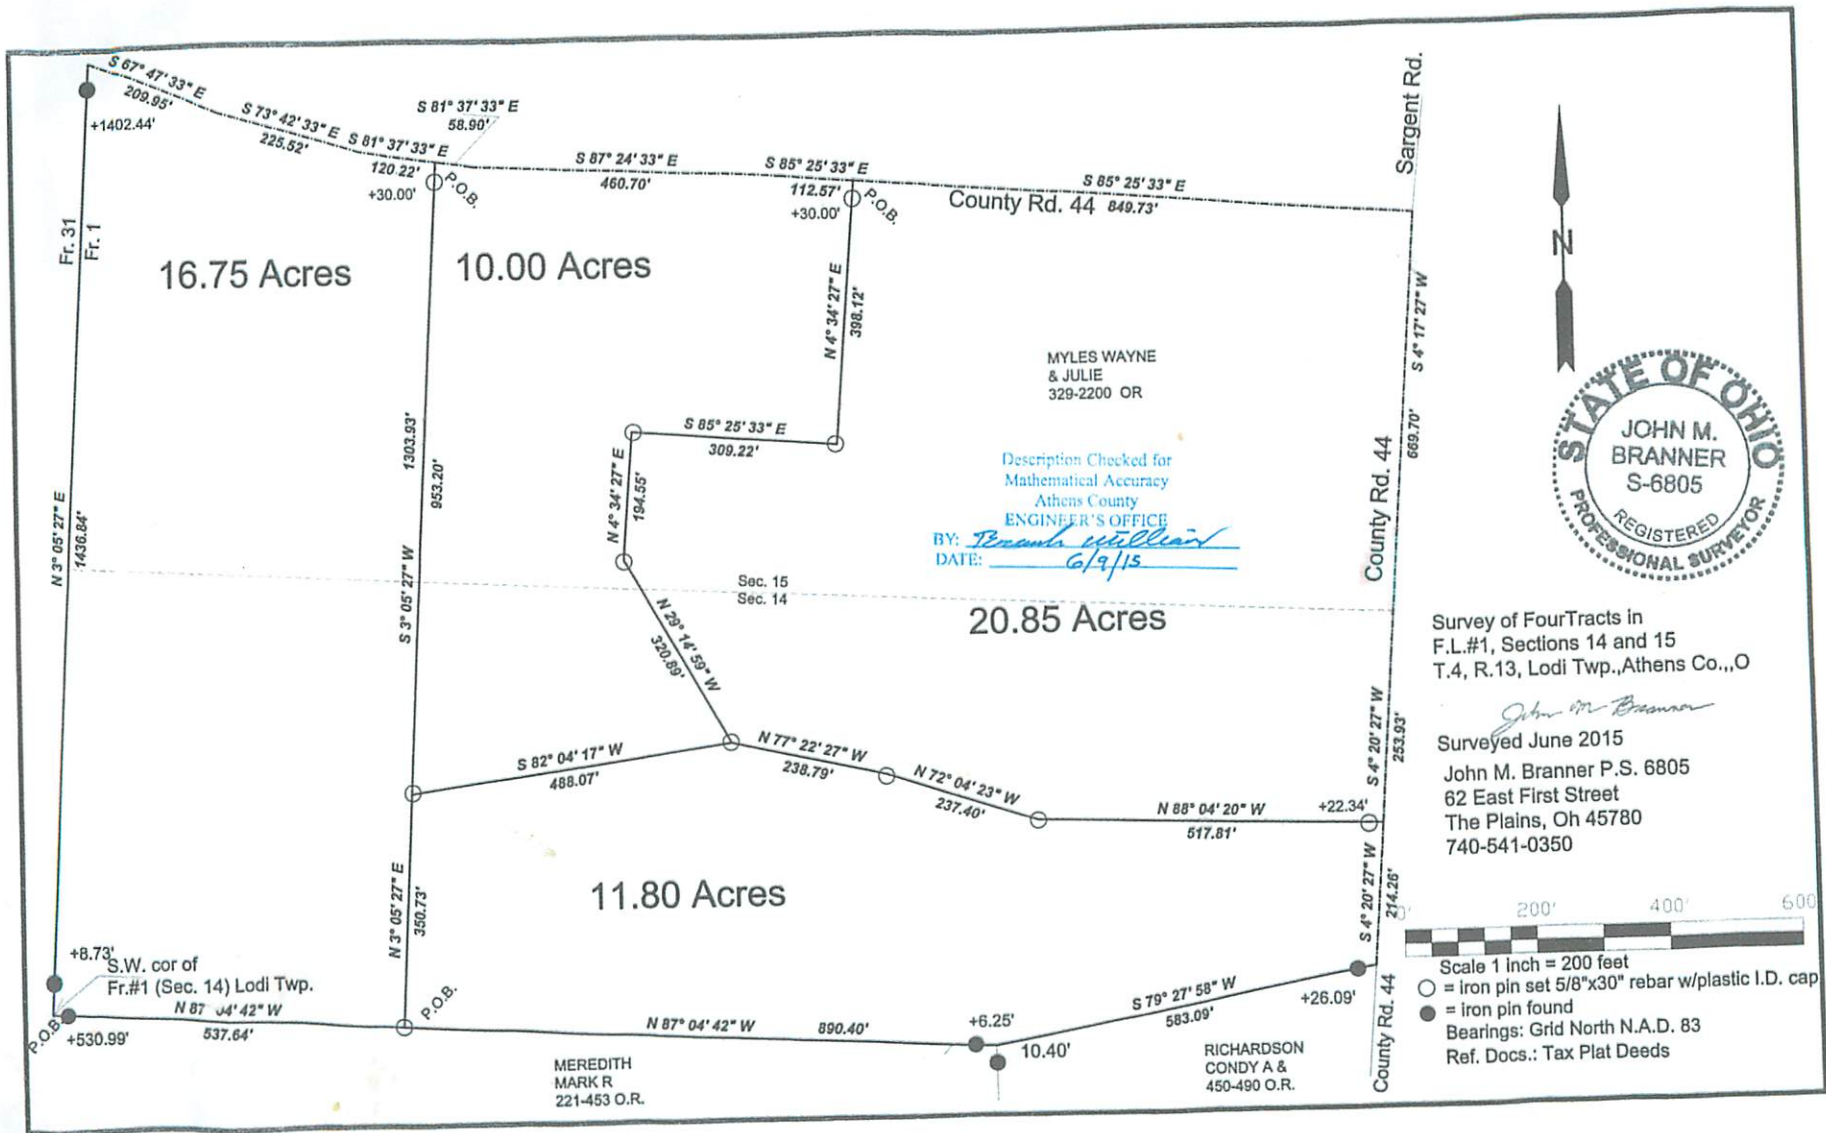 S 67° 47' 33" E
209.95'
+1402.44'
S 73° 42' 33" E
225.52'
S 81° 37' 33" E
120.22'
+30.00'
S 81° 37' 33" E
58.90'
P.O.B.
S 87° 24' 33" E
460.70'
S 85° 25' 33" E
112.57'
+30.00'
P.O.B.
S 85° 25' 33" E
849.73'
County Rd. 44
Sargent Rd.
Fr. 31
Fr. 1
16.75 Acres
10.00 Acres
N 4° 34' 27" E
398.12'
S 4° 17' 27" W
669.70'
N
MYLES WAYNE
& JULIE
329-2200 OR
S 85° 25' 33" E
309.22'
N 4° 34' 27" E
194.55'
1303.93'
953.20'
S 3° 05' 27" W
N 3° 05' 27" E
1436.84'
Description Checked for
Mathematical Accuracy
Athens County
ENGINEER'S OFFICE
BY:
DATE: 6/9/15
County Rd. 44
STATE OF OHIO
JOHN M.
BRANNER
S-6805
REGISTERED
PROFESSIONAL SURVEYOR
Sec. 15
Sec. 14
20.85 Acres
N 29° 14' 59" W
320.89'
Survey of FourTracts in
F.L.#1, Sections 14 and 15
T.4, R.13, Lodi Twp.,Athens Co.,,O
John M Branner
Surveyed June 2015
John M. Branner P.S. 6805
62 East First Street
The Plains, Oh 45780
740-541-0350
S 82° 04' 17" W
488.07'
N 77° 22' 27" W
238.79'
N 72° 04' 23" W
237.40'
N 88° 04' 20" W
517.81'
+22.34'
S 4° 20' 27" W
253.93'
11.80 Acres
N 3° 05' 27" E
350.73'
S 4° 20' 27" W
214.26'
0' 200' 400' 600
Scale 1 inch = 200 feet
= iron pin set 5/8"x30" rebar w/plastic I.D. cap
= iron pin found
Bearings: Grid North N.A.D. 83
Ref. Docs.: Tax Plat Deeds
+8.73'
S.W. cor of
Fr.#1 (Sec. 14) Lodi Twp.
P.O.B.
+530.99'
N 87° 04' 42" W
537.64'
P.O.B.
N 87° 04' 42" W 890.40'
+6.25'
10.40'
S 79° 27' 58" W
583.09'
+26.09'
County Rd. 44
MEREDITH
MARK R
221-453 O.R.
RICHARDSON
CONDY A &
450-490 O.R.